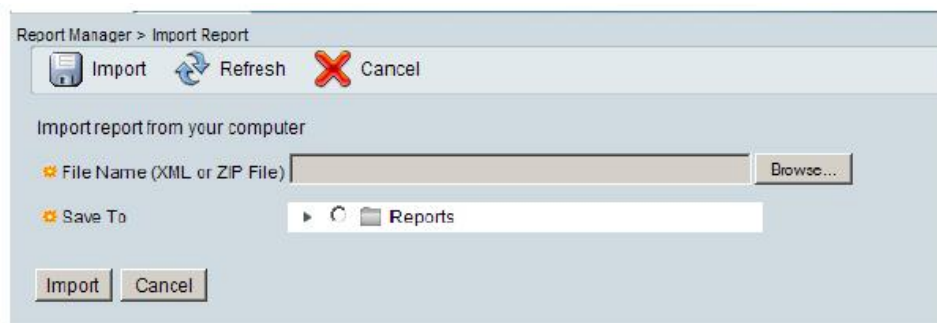 Report Manager > Import Report
Import Refresh Cancel
Import report from your computer
File Name (XML or ZIP File) Browse...
Save To Reports
Import Cancel